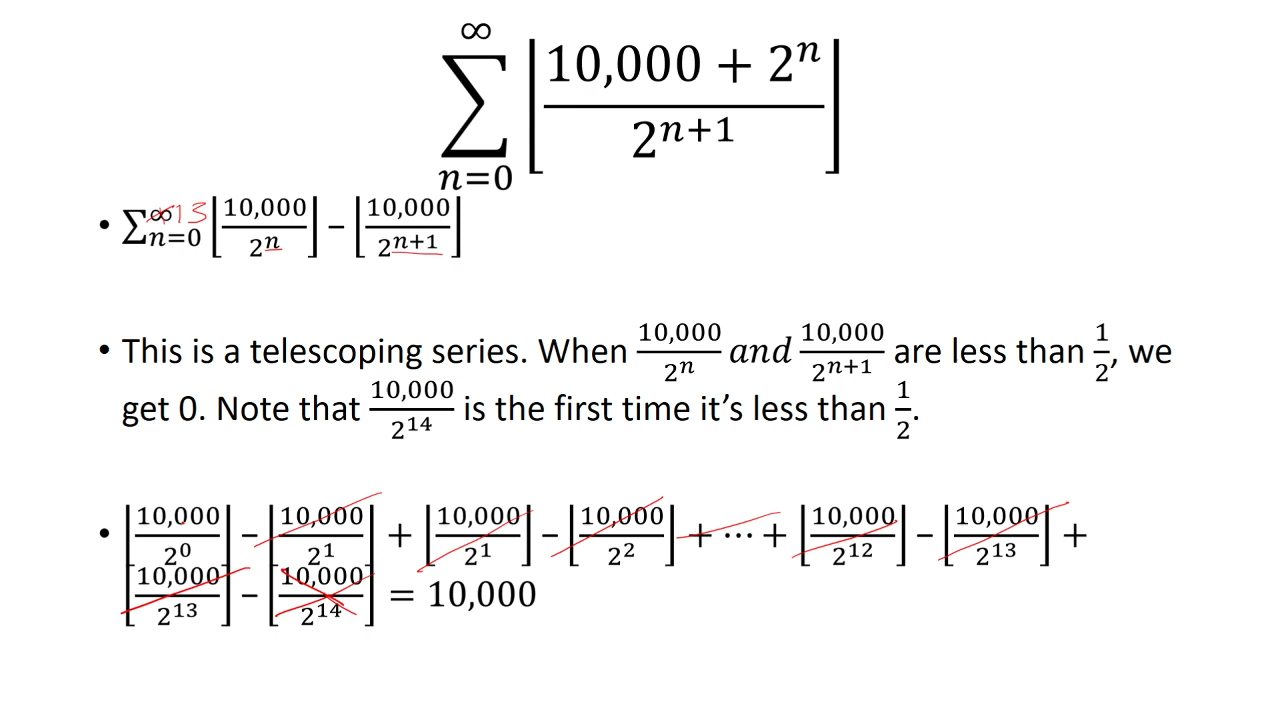 ∑_{n=0}^{∞} ⌊(10,000 + 2^n)/2^{n+1}⌋
• ∑_{n=0}^{∞ 13} ⌊10,000/2^n⌋ − ⌊10,000/2^{n+1}⌋
• This is a telescoping series. When 10,000/2^n and 10,000/2^{n+1} are less than 1/2, we
get 0. Note that 10,000/2^{14} is the first time it's less than 1/2.
• ⌊10,000/2^0⌋ − ⌊10,000/2^1⌋ + ⌊10,000/2^1⌋ − ⌊10,000/2^2⌋ + ⋯ + ⌊10,000/2^{12}⌋ − ⌊10,000/2^{13}⌋ +
⌊10,000/2^{13}⌋ − ⌊10,000/2^{14}⌋ = 10,000